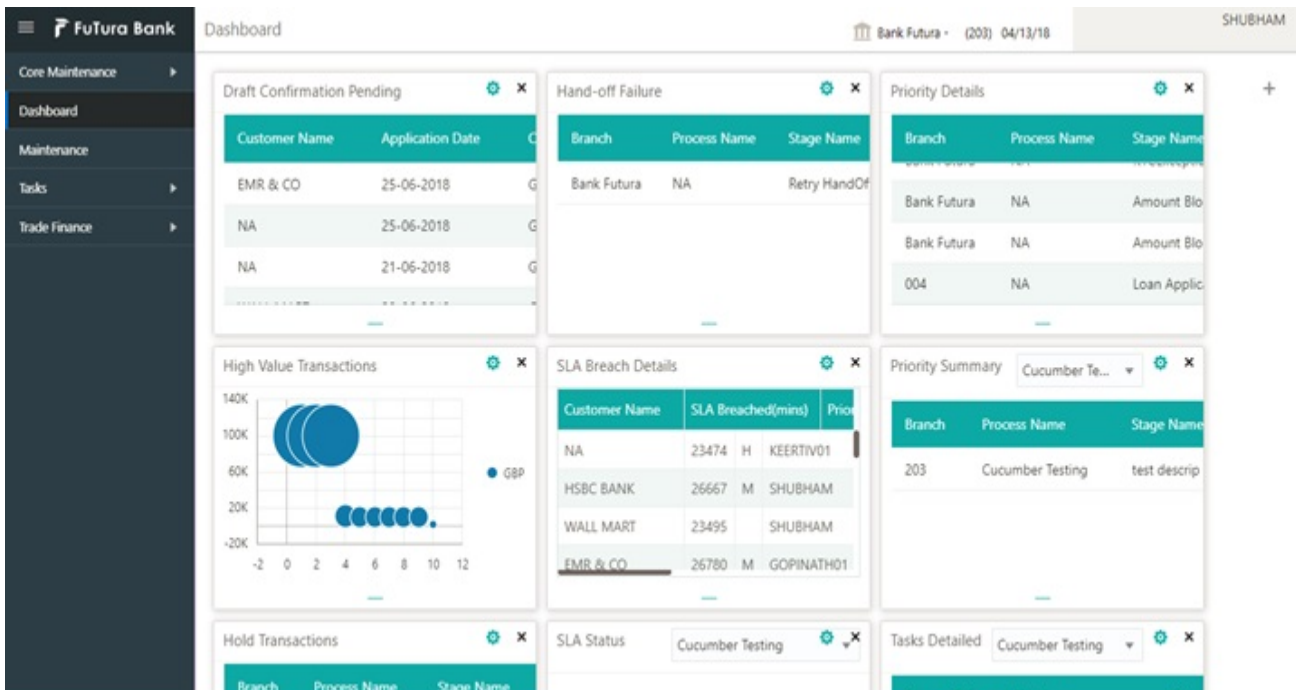 FuTura Bank
Dashboard
Bank Futura - (203) 04/13/18
SHUBHAM
Core Maintenance
Dashboard
Maintenance
Tasks
Trade Finance
Draft Confirmation Pending
Customer Name Application Date
EMR & CO 25-06-2018
NA 25-06-2018
NA 21-06-2018
Hand-off Failure
Branch Process Name Stage Name
Bank Futura NA Retry HandOf
Priority Details
Branch Process Name Stage Name
Bank Futura NA Amount Blo
Bank Futura NA Amount Blo
004 NA Loan Applic
High Value Transactions
140K
100K
60K
20K
-20K
-2 0 2 4 6 8 10 12
GBP
SLA Breach Details
Customer Name SLA Breached(mins) Prior
NA 23474 H KEERTIV01
HSBC BANK 26667 M SHUBHAM
WALL MART 23495 SHUBHAM
EMR & CO 26780 M GOPINATH01
Priority Summary Cucumber Te...
Branch Process Name Stage Name
203 Cucumber Testing test descrip
Hold Transactions
Branch Process Name Stage Name
SLA Status Cucumber Testing
Tasks Detailed Cucumber Testing